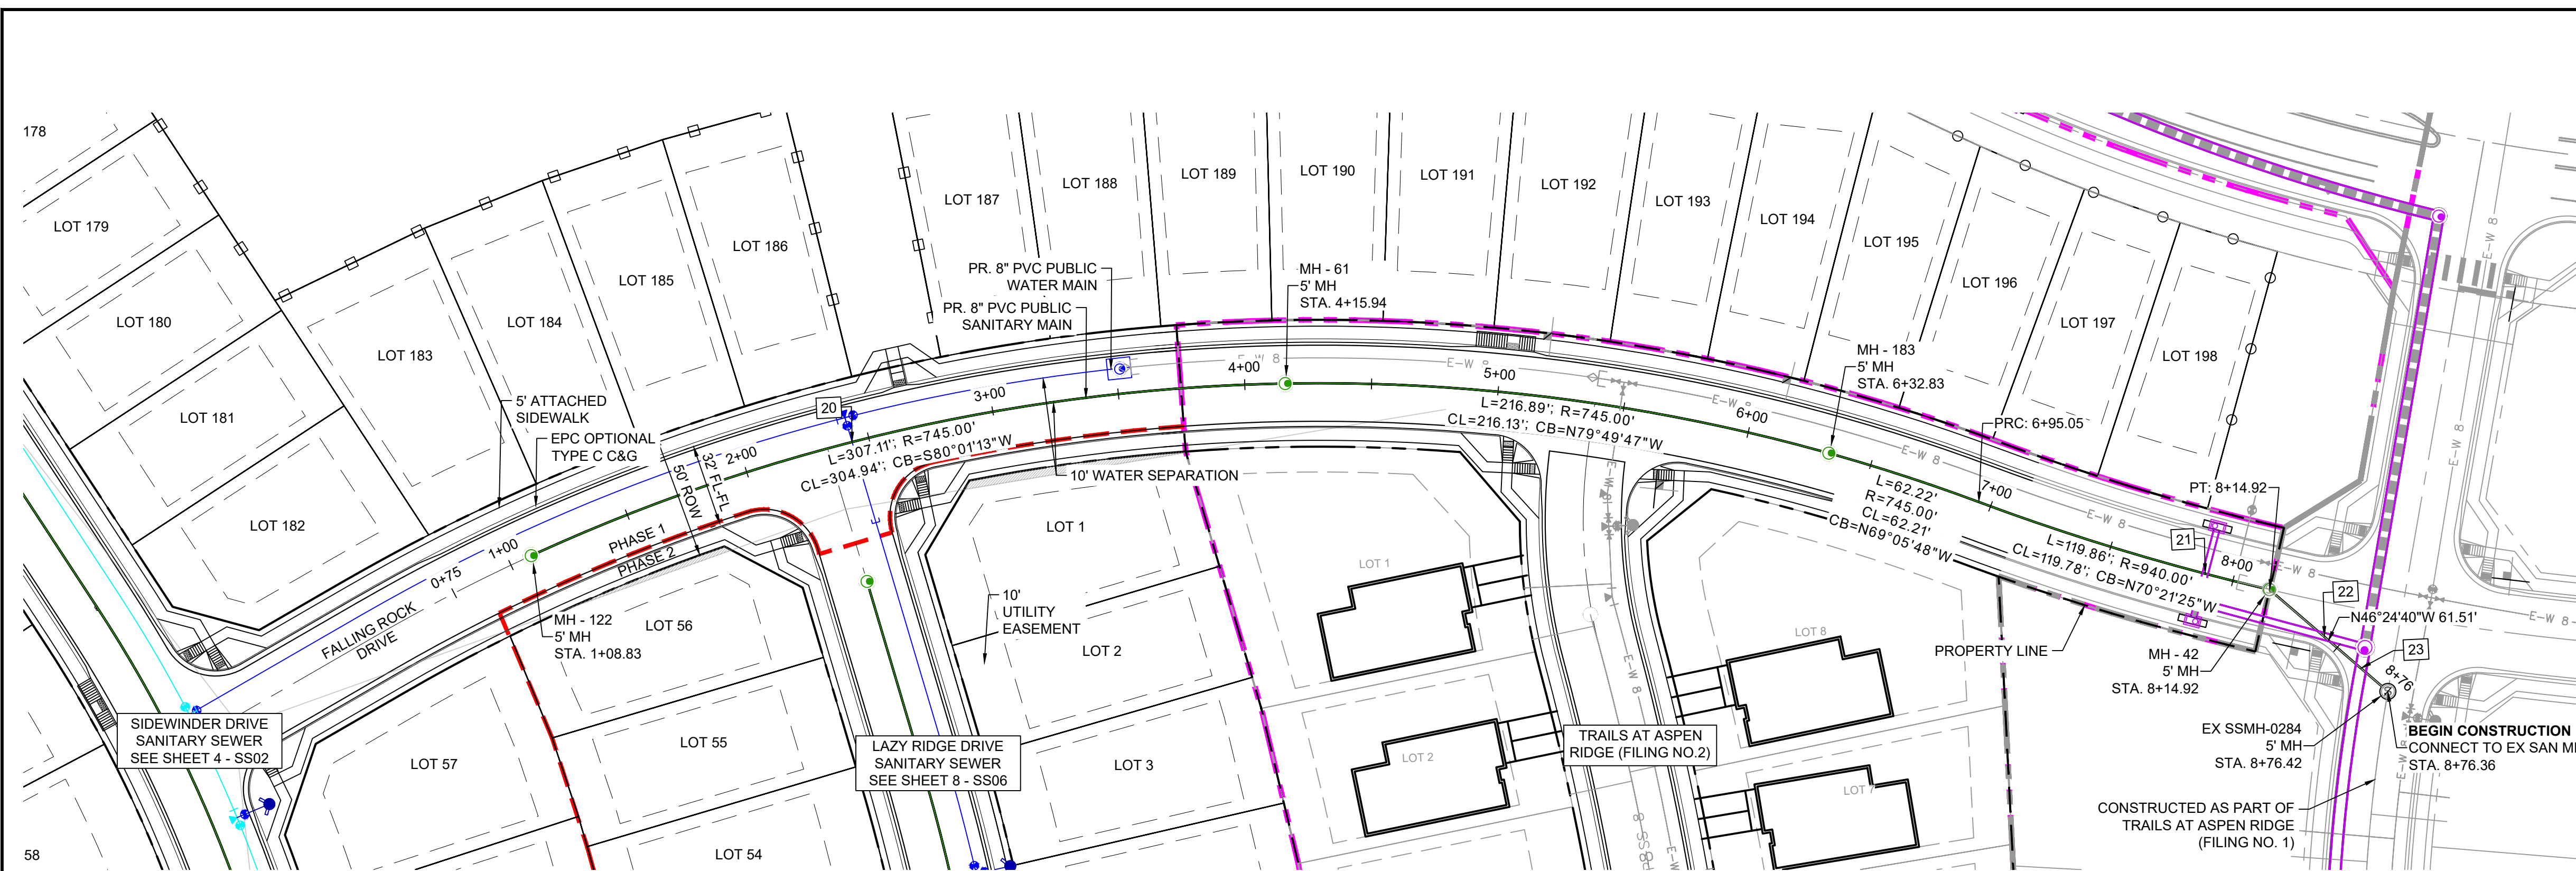 178
LOT 179
LOT 180
LOT 181
LOT 182
LOT 183
LOT 184
LOT 185
LOT 186
LOT 187
LOT 188
LOT 189
LOT 190
LOT 191
LOT 192
LOT 193
LOT 194
LOT 195
LOT 196
LOT 197
LOT 198
PR. 8" PVC PUBLIC
WATER MAIN
PR. 8" PVC PUBLIC
SANITARY MAIN
MH - 61
5' MH
STA. 4+15.94
MH - 183
5' MH
STA. 6+32.83
PRC: 6+95.05
PT: 8+14.92
5' ATTACHED
SIDEWALK
EPC OPTIONAL
TYPE C C&G
20
0+75
1+00
2+00
3+00
4+00
5+00
6+00
7+00
8+00
8+76
32' FL-FL
50' ROW
L=307.11'; R=745.00'
CL=304.94'; CB=S80°01'13"W
10' WATER SEPARATION
L=216.89'; R=745.00'
CL=216.13'; CB=N79°49'47"W
L=62.22'
R=745.00'
CL=62.21'
CB=N69°05'48"W
L=119.86'; R=940.00'
CL=119.78'; CB=N70°21'25"W
21
22
23
N46°24'40"W 61.51'
E-W 8
E-W 8
E-W 8
E-W 8
E-W 8
E-W 8
E-W 8
E-W 8
E-W 8
E-W 8
PHASE 1
PHASE 2
FALLING ROCK
DRIVE
MH - 122
5' MH
STA. 1+08.83
LOT 56
LOT 55
LOT 54
LOT 57
58
LOT 1
LOT 2
LOT 3
10'
UTILITY
EASEMENT
LOT 1
LOT 2
LOT 8
LOT 7
SIDEWINDER DRIVE
SANITARY SEWER
SEE SHEET 4 - SS02
LAZY RIDGE DRIVE
SANITARY SEWER
SEE SHEET 8 - SS06
TRAILS AT ASPEN
RIDGE (FILING NO.2)
PROPERTY LINE
MH - 42
5' MH
STA. 8+14.92
EX SSMH-0284
5' MH
STA. 8+76.42
BEGIN CONSTRUCTION
CONNECT TO EX SAN
STA. 8+76.36
CONSTRUCTED AS PART OF
TRAILS AT ASPEN RIDGE
(FILING NO. 1)